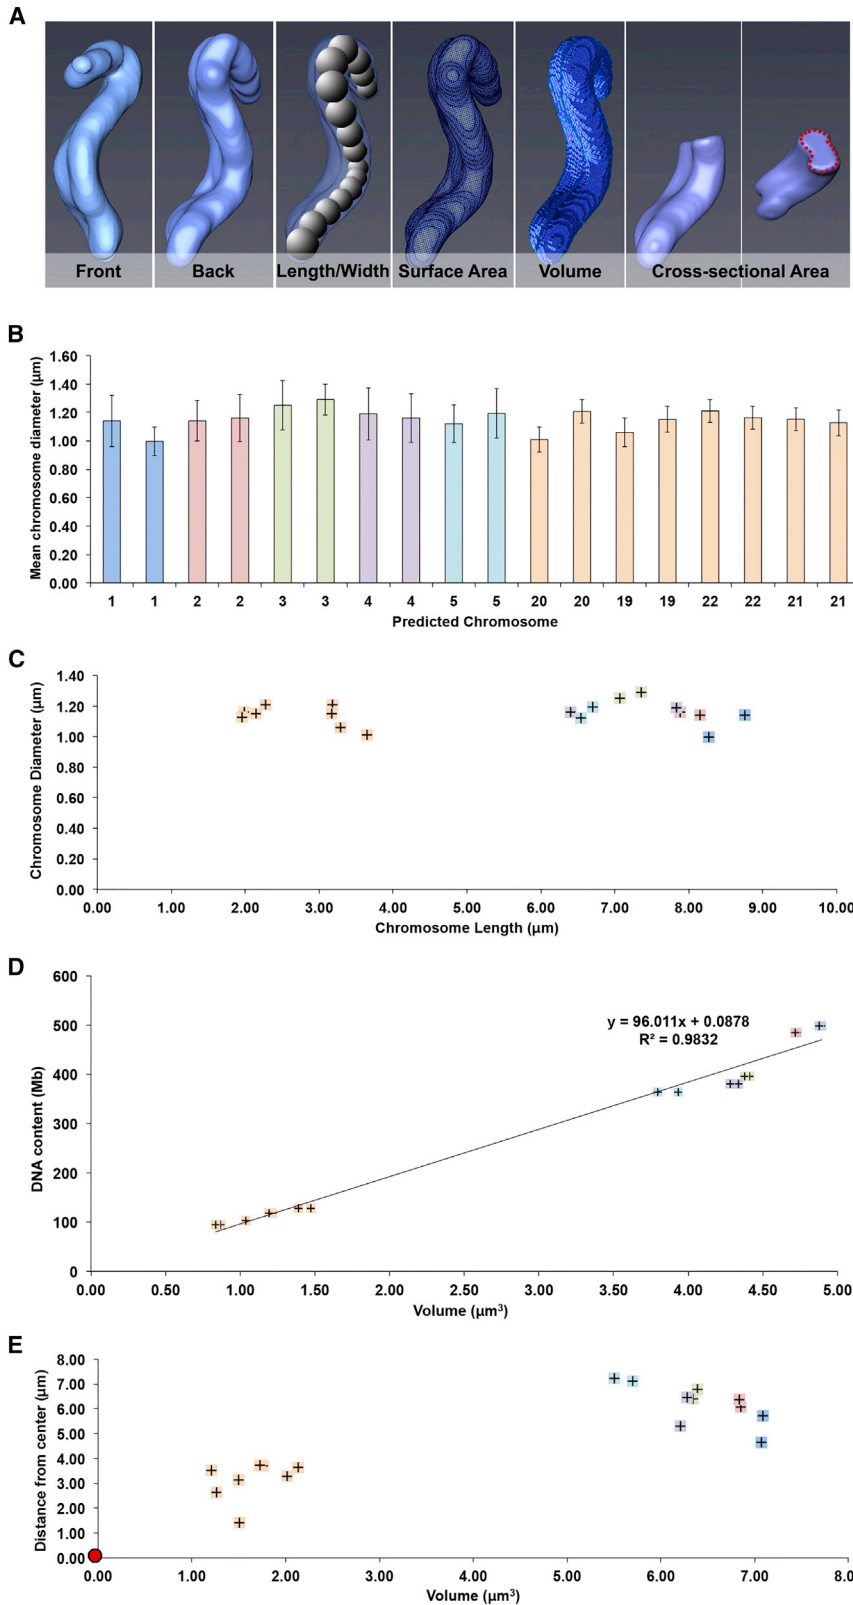 A
Front Back Length/Width Surface Area Volume Cross-sectional Area
B
Mean chromosome diameter (µm)
1.60
1.40
1.20
1.00
0.80
0.60
0.40
0.20
0.00
1 1 2 2 3 3 4 4 5 5 20 20 19 19 22 22 21 21
Predicted Chromosome
C
Chromosome Diameter (µm)
1.40
1.20
1.00
0.80
0.60
0.40
0.20
0.00
0.00 1.00 2.00 3.00 4.00 5.00 6.00 7.00 8.00 9.00 10.00
Chromosome Length (µm)
D
DNA content (Mb)
600
500
400
300
200
100
0
y = 96.011x + 0.0878
R² = 0.9832
0.00 0.50 1.00 1.50 2.00 2.50 3.00 3.50 4.00 4.50 5.00
Volume (µm³)
E
Distance from center (µm)
8.00
7.00
6.00
5.00
4.00
3.00
2.00
1.00
0.00
0.00 1.00 2.00 3.00 4.00 5.00 6.00 7.00 8.0
Volume (µm³)